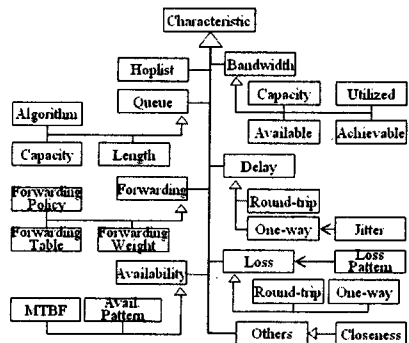 Characteristic
Hoplist
Bandwidth
Queue
Capacity
Utilized
Algorithm
Available
Achievable
Capacity
Length
Delay
Forwarding
Policy
Forwarding
Round-trip
Forwarding
Table
Forwarding
Weight
One-way
Jitter
Availability
Loss
Loss
Pattern
MTBF
Avail.
Pattern
Round-trip
One-way
Others
Closeness